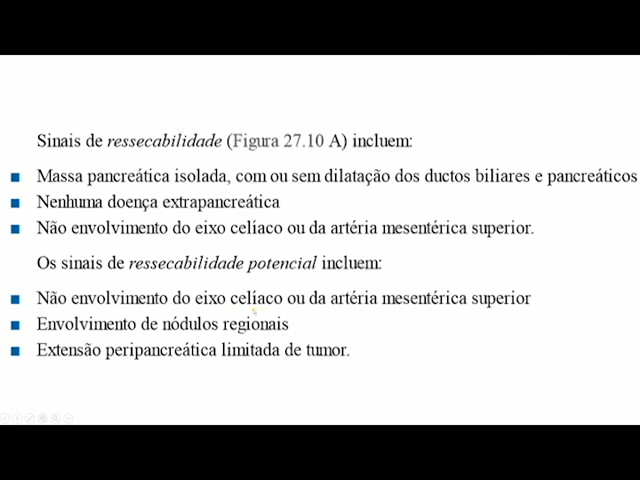 Sinais de ressecabilidade (Figura 27.10 A) incluem:
Massa pancreática isolada, com ou sem dilatação dos ductos biliares e pancreáticos
Nenhuma doença extrapancreática
Não envolvimento do eixo celíaco ou da artéria mesentérica superior.
Os sinais de ressecabilidade potencial incluem:
Não envolvimento do eixo celíaco ou da artéria mesentérica superior
Envolvimento de nódulos regionais
Extensão peripancreática limitada de tumor.